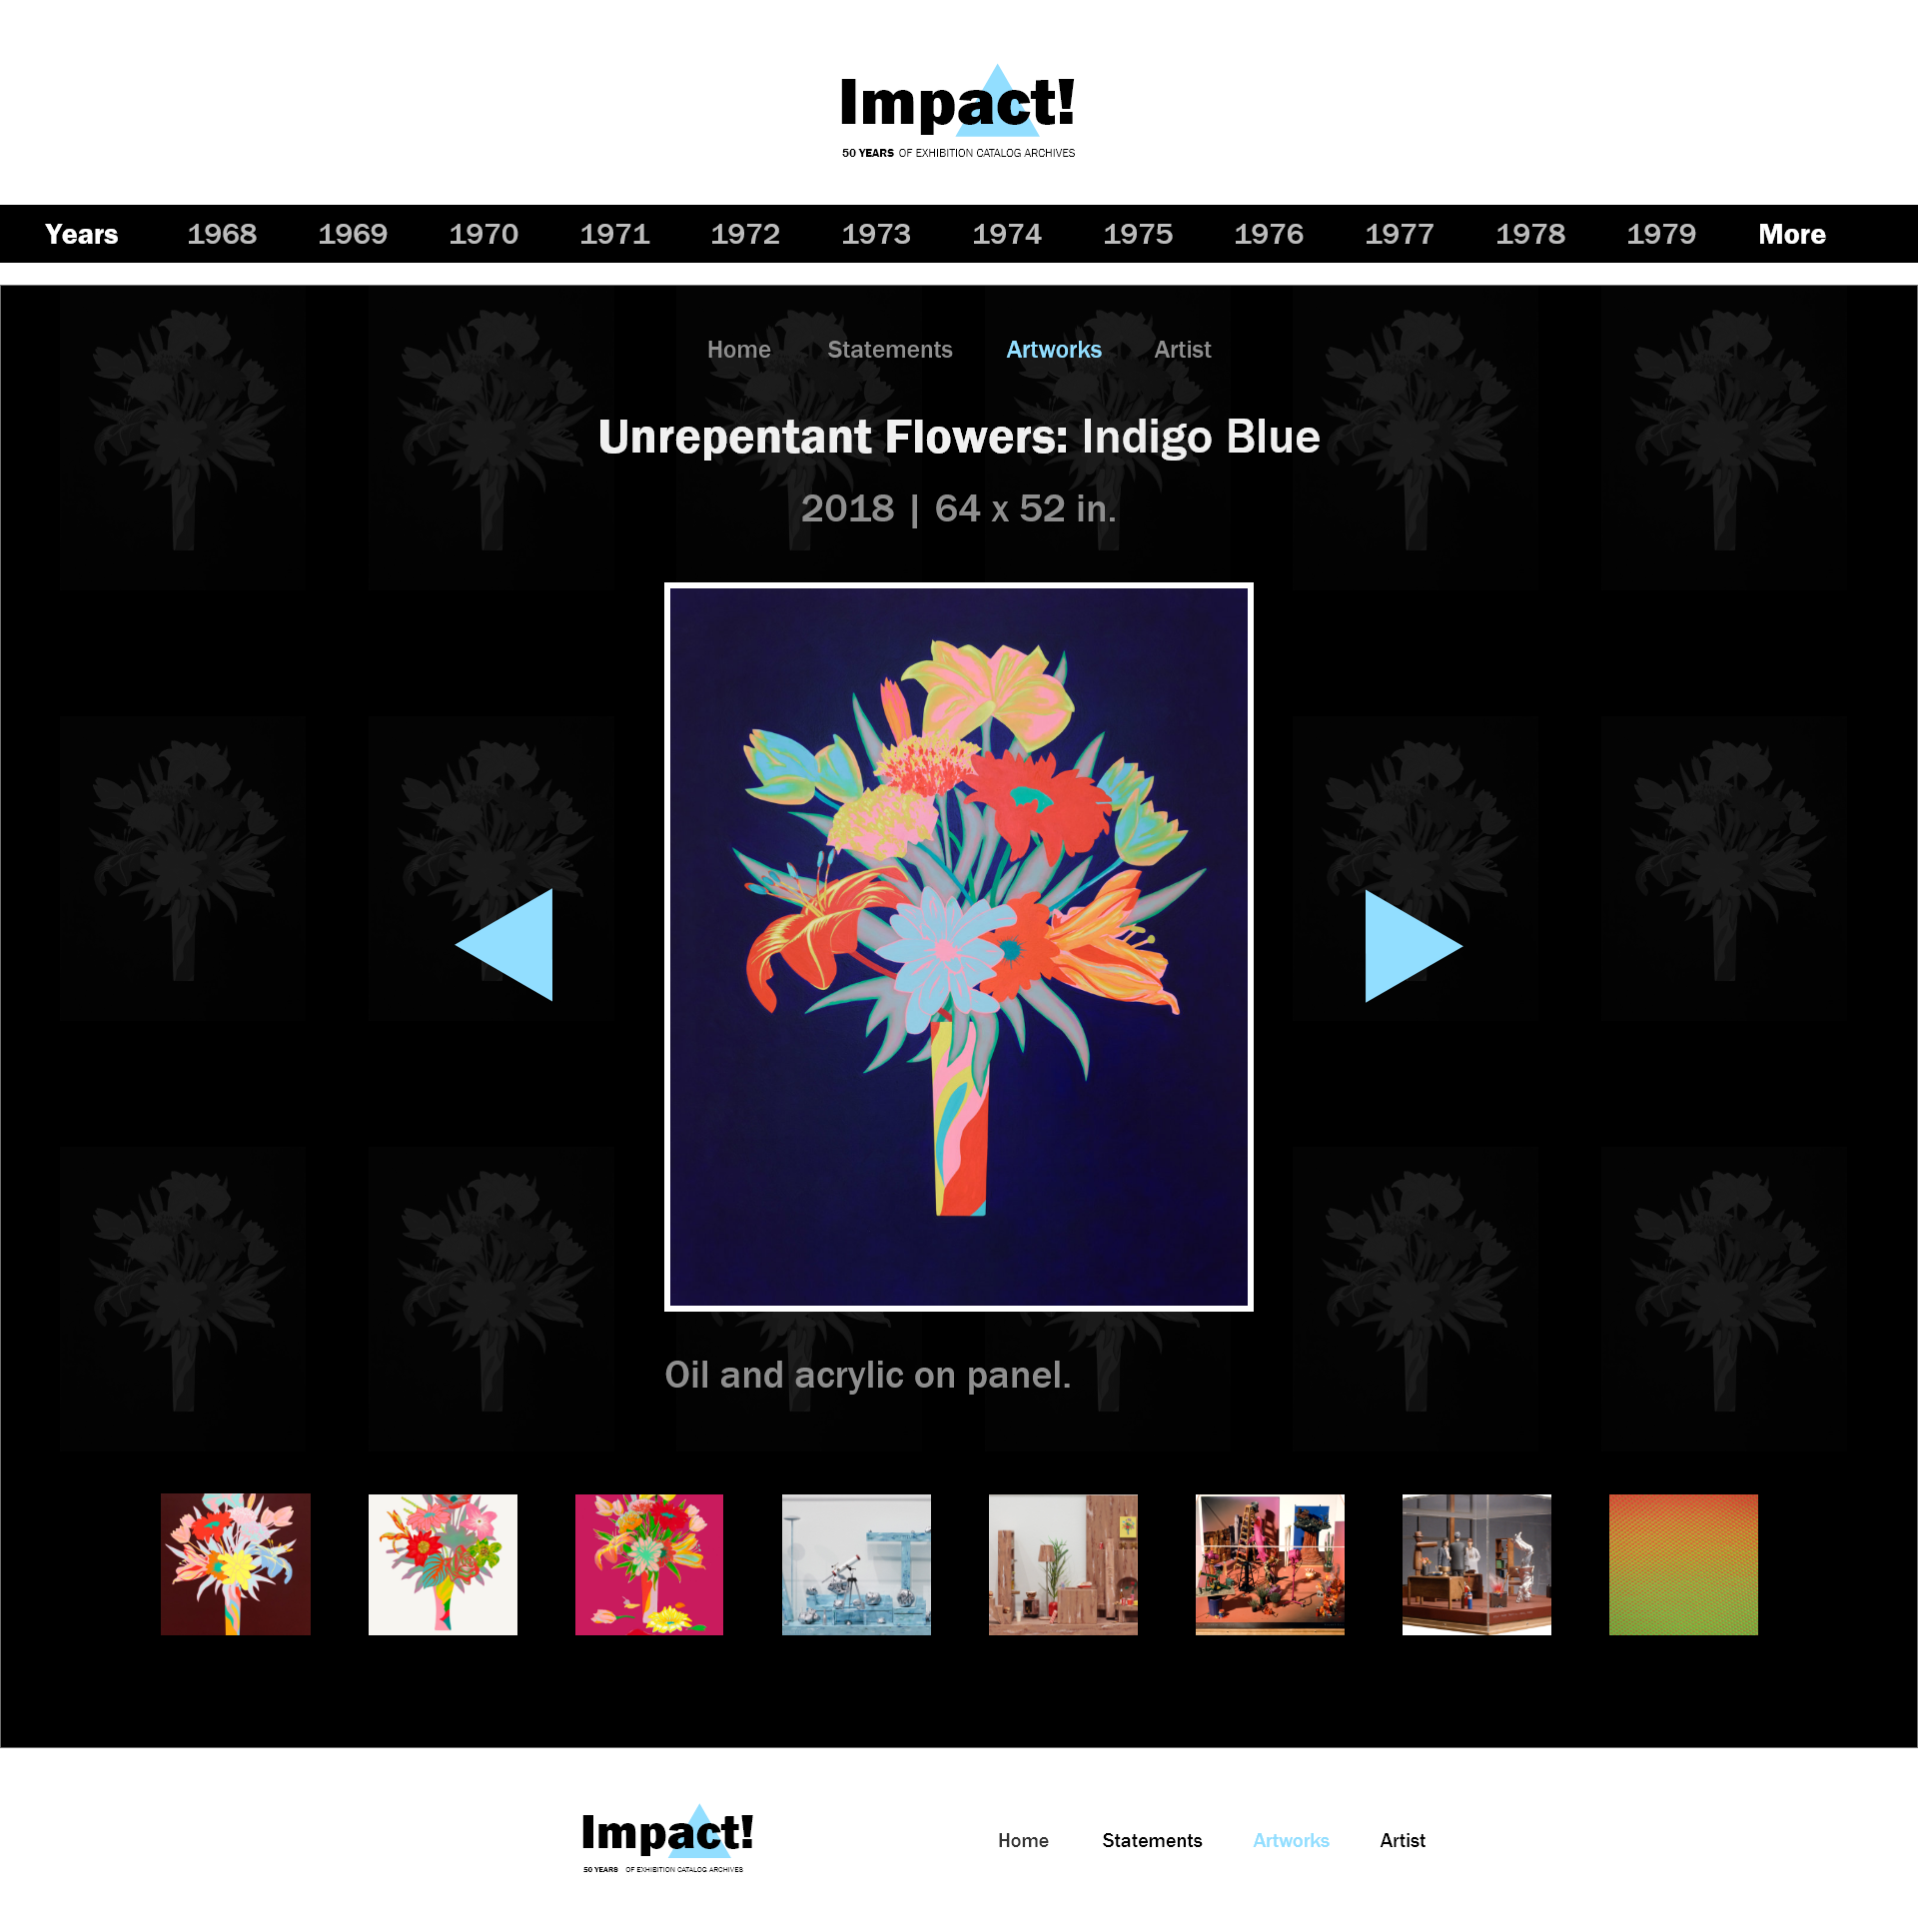 Impact!
50 YEARS OF EXHIBITION CATALOG ARCHIVES
Years 1968 1969 1970 1971 1972 1973 1974 1975 1976 1977 1978 1979 More
Home Statements Artworks Artist
Unrepentant Flowers: Indigo Blue
2018 | 64 x 52 in.
Oil and acrylic on panel.
Impact!
50 YEARS OF EXHIBITION CATALOG ARCHIVES
Home Statements Artworks Artist